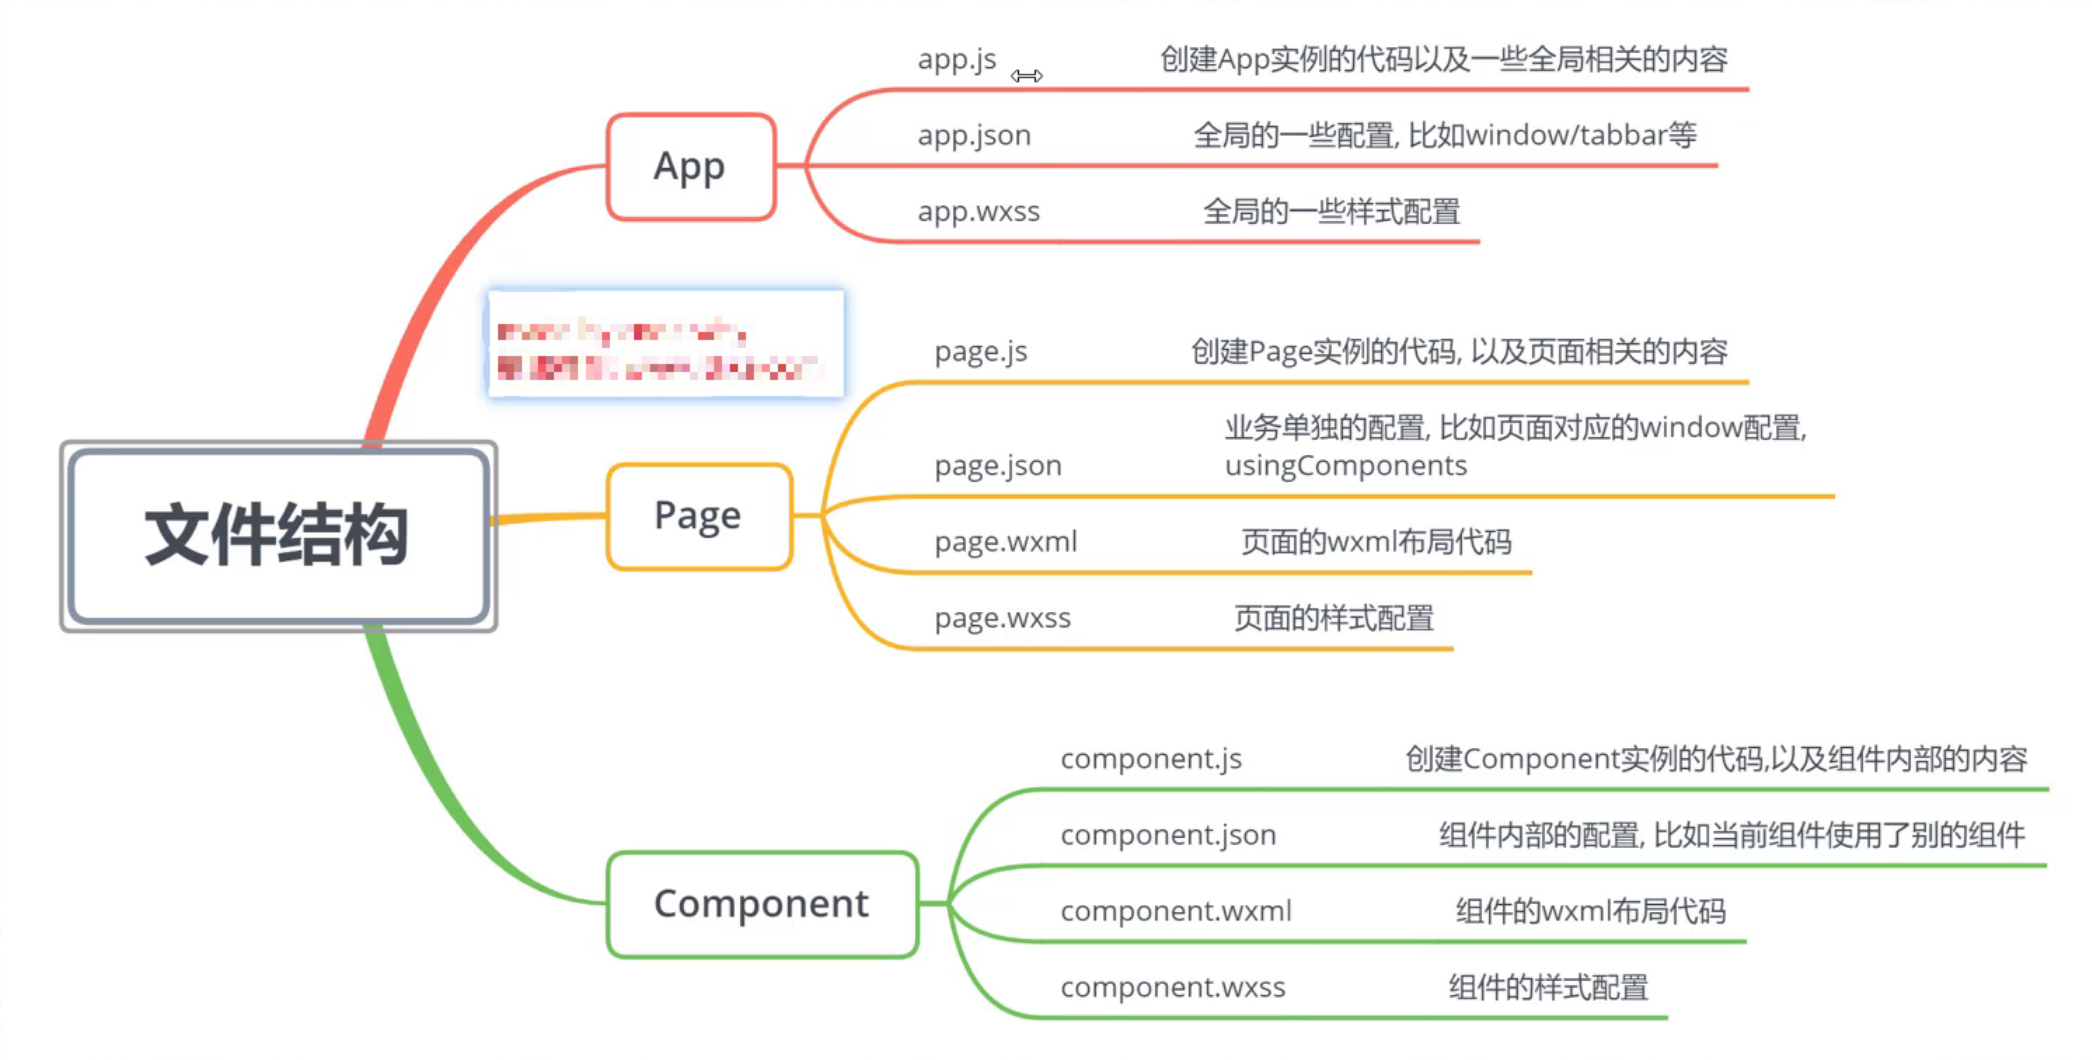 文件结构
App
app.js 创建App实例的代码以及一些全局相关的内容
app.json 全局的一些配置, 比如window/tabbar等
app.wxss 全局的一些样式配置
Page
page.js 创建Page实例的代码, 以及页面相关的内容
page.json 业务单独的配置, 比如页面对应的window配置,
usingComponents
page.wxml 页面的wxml布局代码
page.wxss 页面的样式配置
Component
component.js 创建Component实例的代码,以及组件内部的内容
component.json 组件内部的配置, 比如当前组件使用了别的组件
component.wxml 组件的wxml布局代码
component.wxss 组件的样式配置